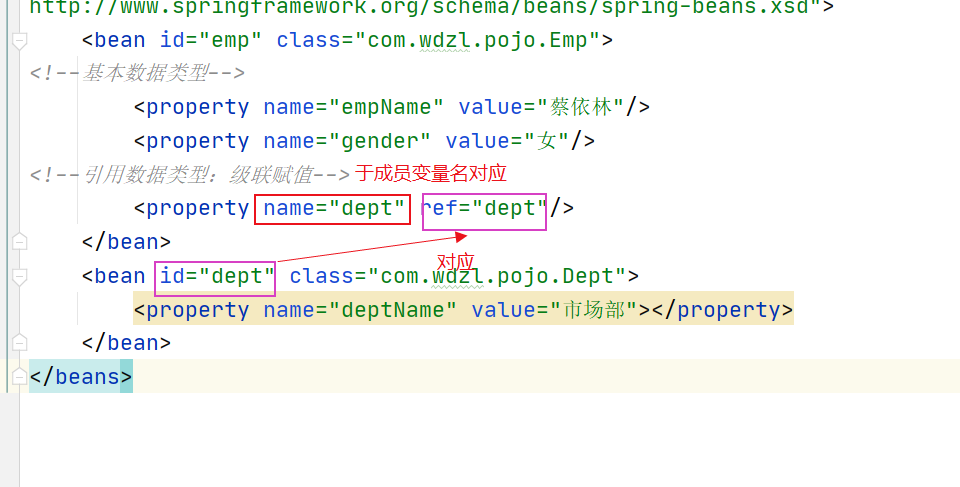 http://www.springframework.org/schema/beans/spring-beans.xsd">
<bean id="emp" class="com.wdzl.pojo.Emp">
<!--基本数据类型-->
<property name="empName" value="蔡依林"/>
<property name="gender" value="女"/>
<!--引用数据类型：级联赋值--> 于成员变量名对应
<property name="dept" ref="dept"/>
</bean>
对应
<bean id="dept" class="com.wdzl.pojo.Dept">
<property name="deptName" value="市场部"></property>
</bean>
</beans>